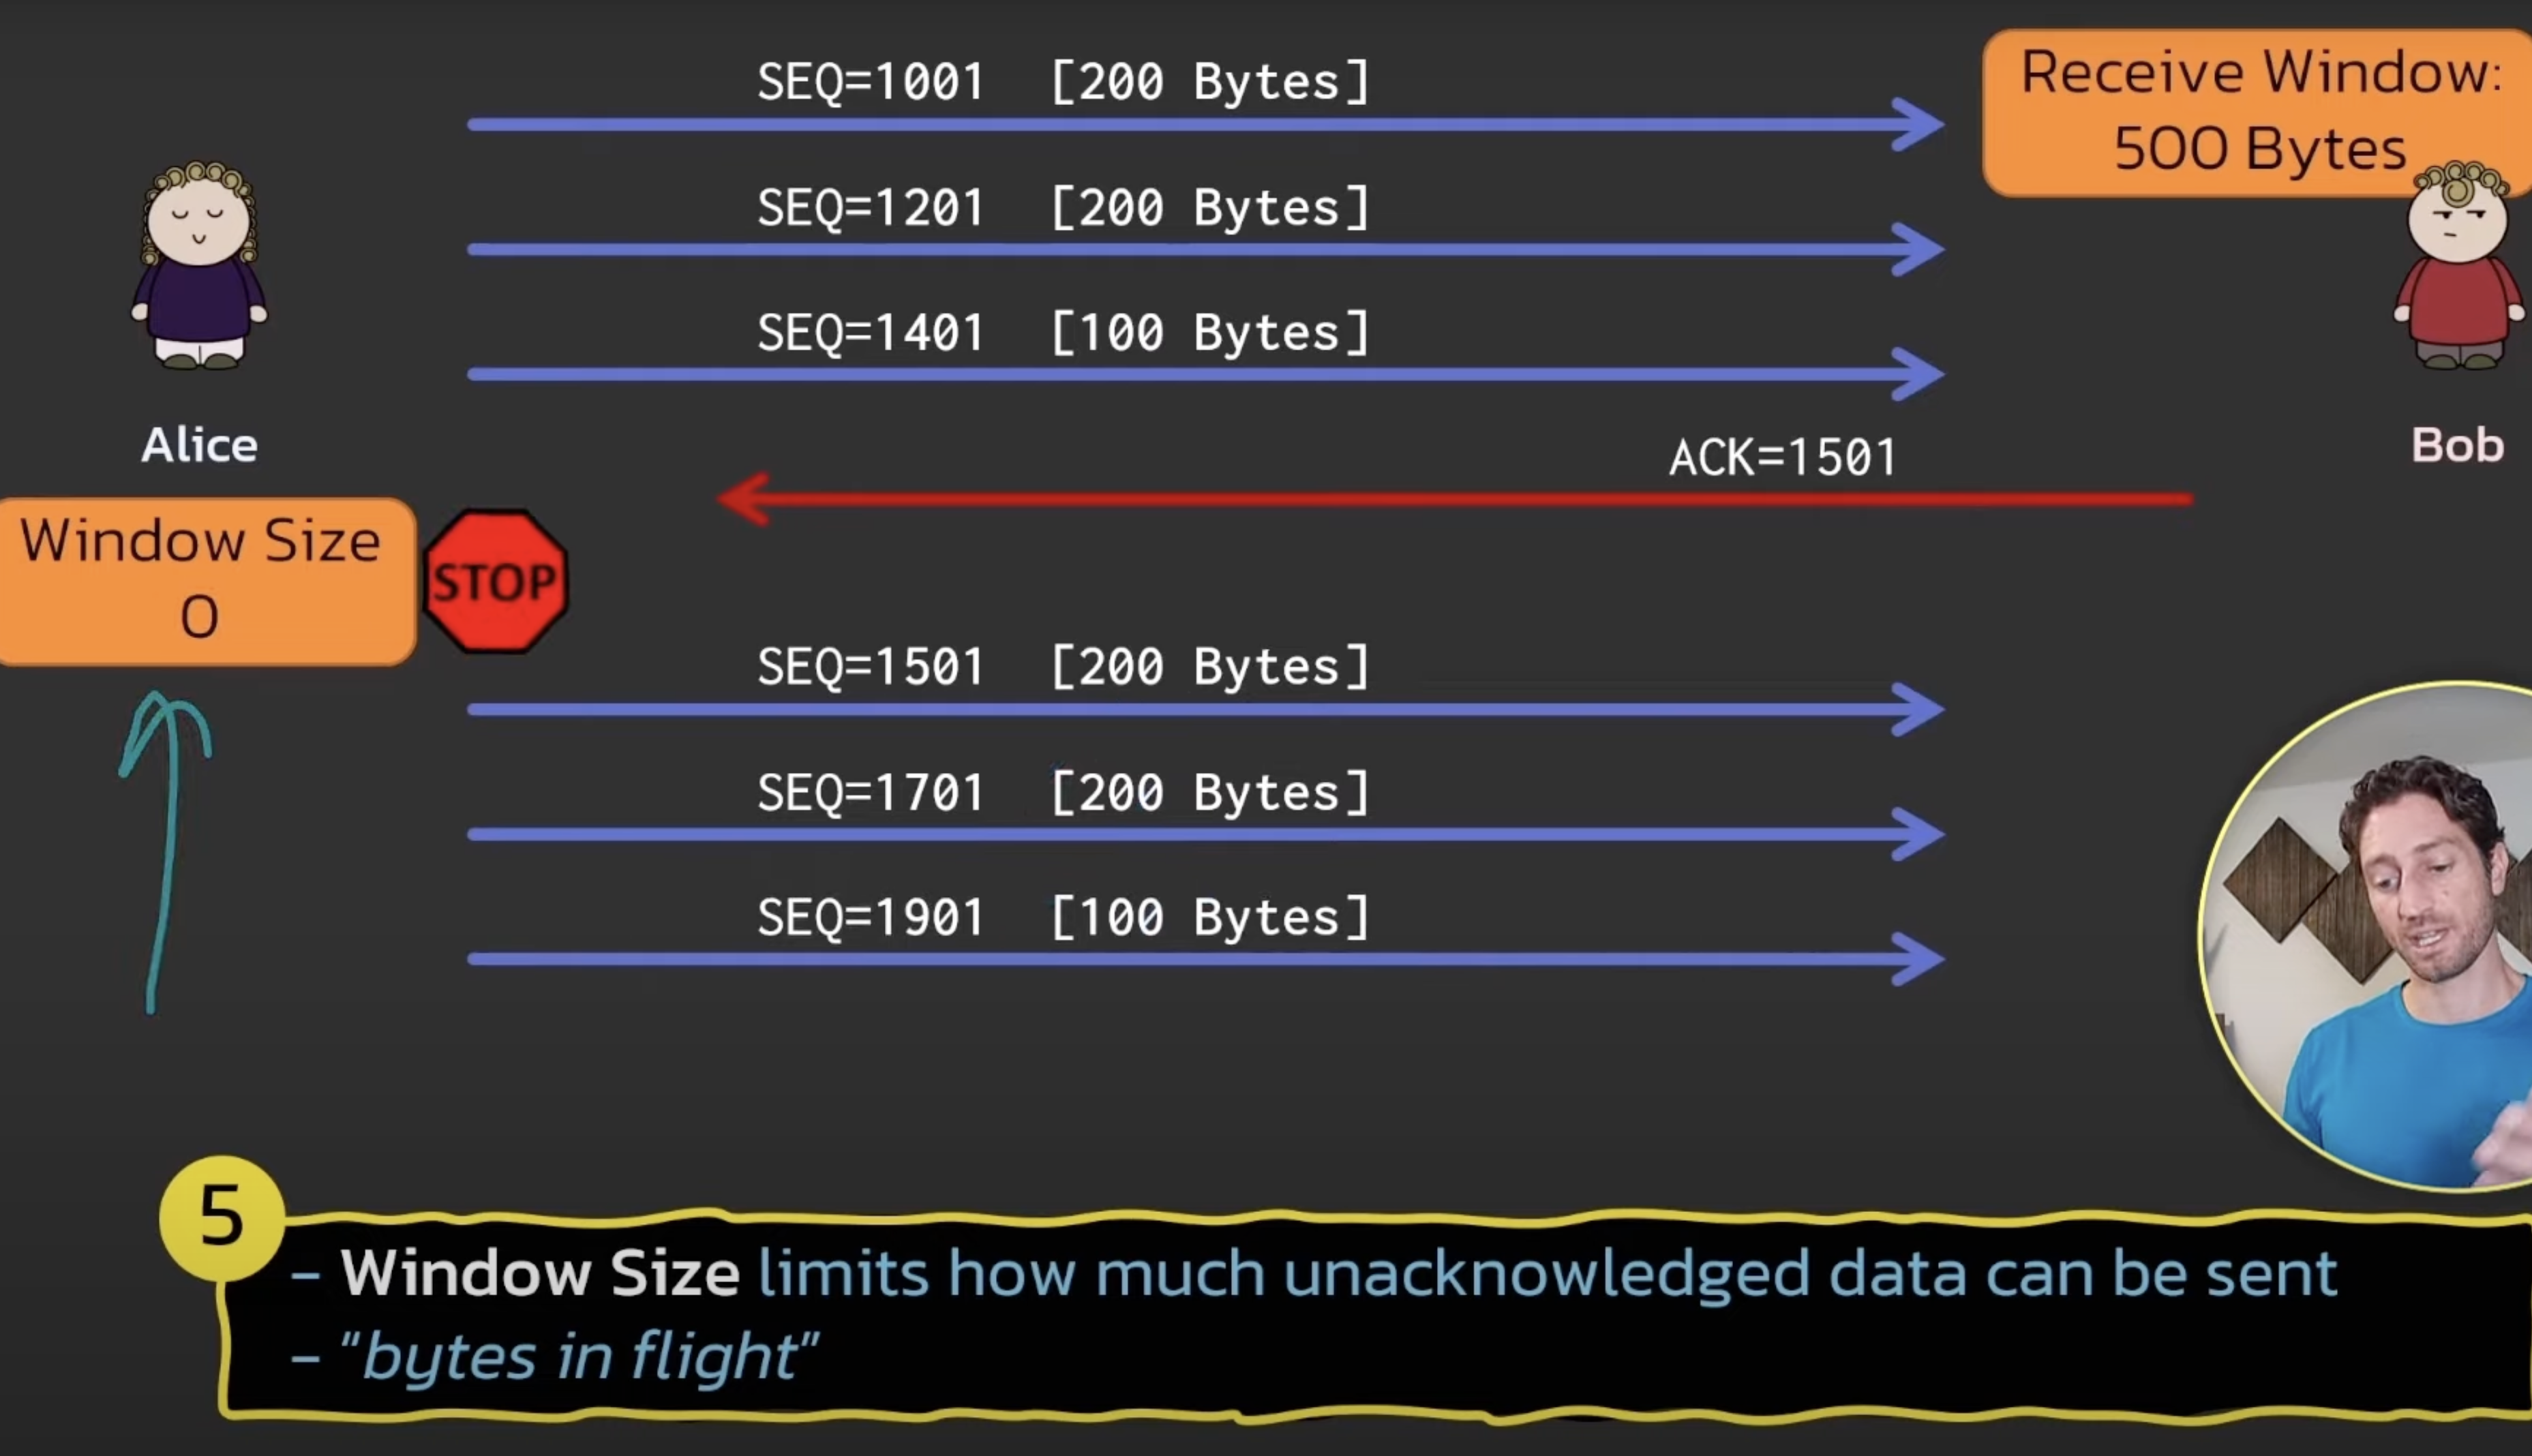 SEQ=1001 [200 Bytes]
Receive Window:
500 Bytes
SEQ=1201 [200 Bytes]
SEQ=1401 [100 Bytes]
Alice
Bob
ACK=1501
Window Size
0
STOP
SEQ=1501 [200 Bytes]
SEQ=1701 [200 Bytes]
SEQ=1901 [100 Bytes]
5
- Window Size limits how much unacknowledged data can be sent
- "bytes in flight"